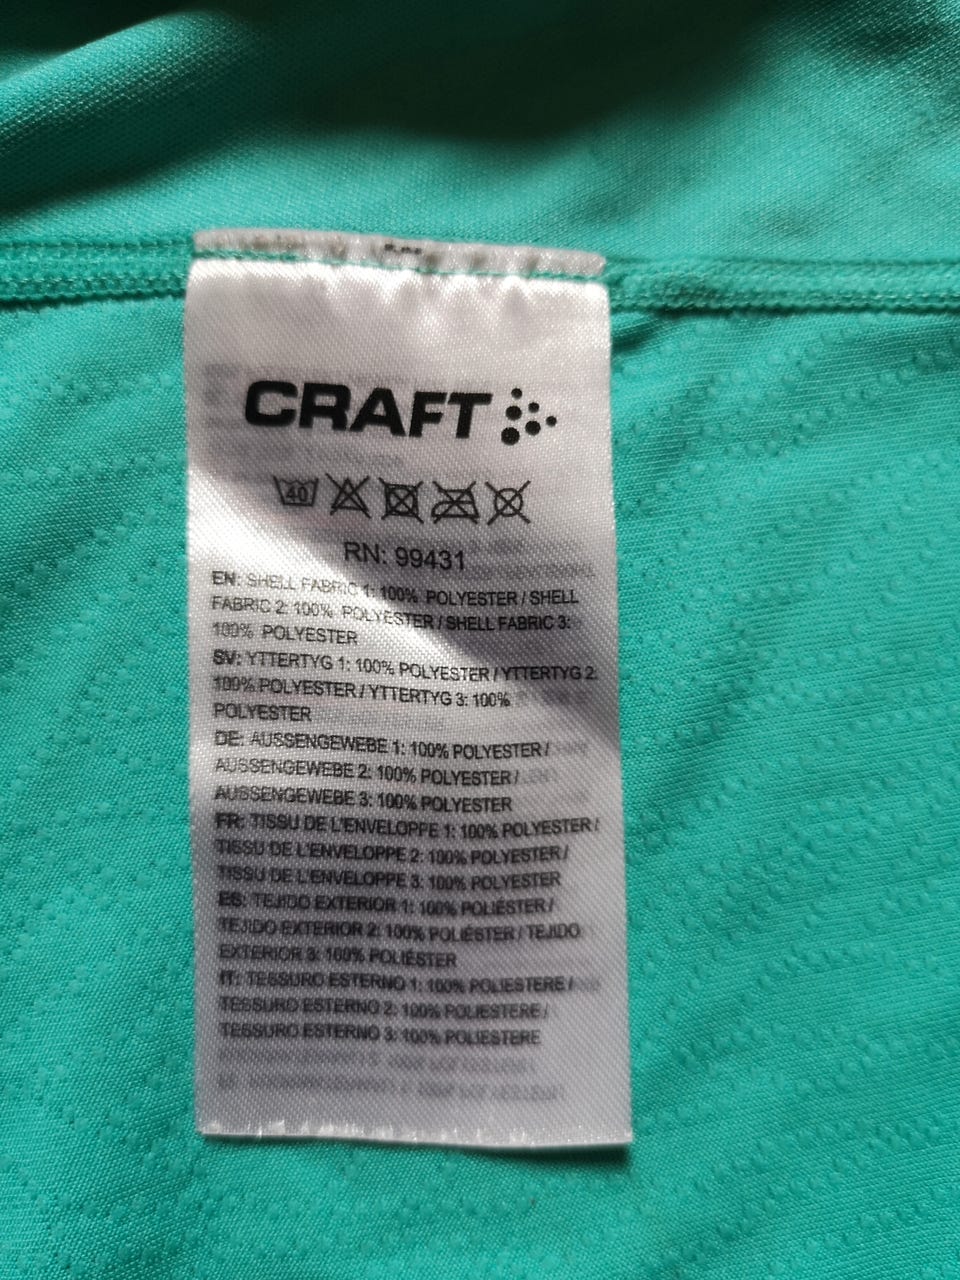 CRAFT
40
RN: 99431
EN: SHELL FABRIC 1: 100% POLYESTER / SHELL
FABRIC 2: 100% POLYESTER / SHELL FABRIC 3:
100% POLYESTER
SV: YTTERTYG 1: 100% POLYESTER / YTTERTYG 2:
100% POLYESTER / YTTERTYG 3: 100%
POLYESTER
DE: AUSSENGEWEBE 1: 100% POLYESTER /
AUSSENGEWEBE 2: 100% POLYESTER /
AUSSENGEWEBE 3: 100% POLYESTER
FR: TISSU DE L'ENVELOPPE 1: 100% POLYESTER /
TISSU DE L'ENVELOPPE 2: 100% POLYESTER /
TISSU DE L'ENVELOPPE 3: 100% POLYESTER
ES: TEJIDO EXTERIOR 1: 100% POLIÉSTER /
TEJIDO EXTERIOR 2: 100% POLIÉSTER / TEJIDO
EXTERIOR 3: 100% POLIÉSTER
IT: TESSURO ESTERNO 1: 100% POLIESTERE /
TESSURO ESTERNO 2: 100% POLIESTERE /
TESSURO ESTERNO 3: 100% POLIESTERE